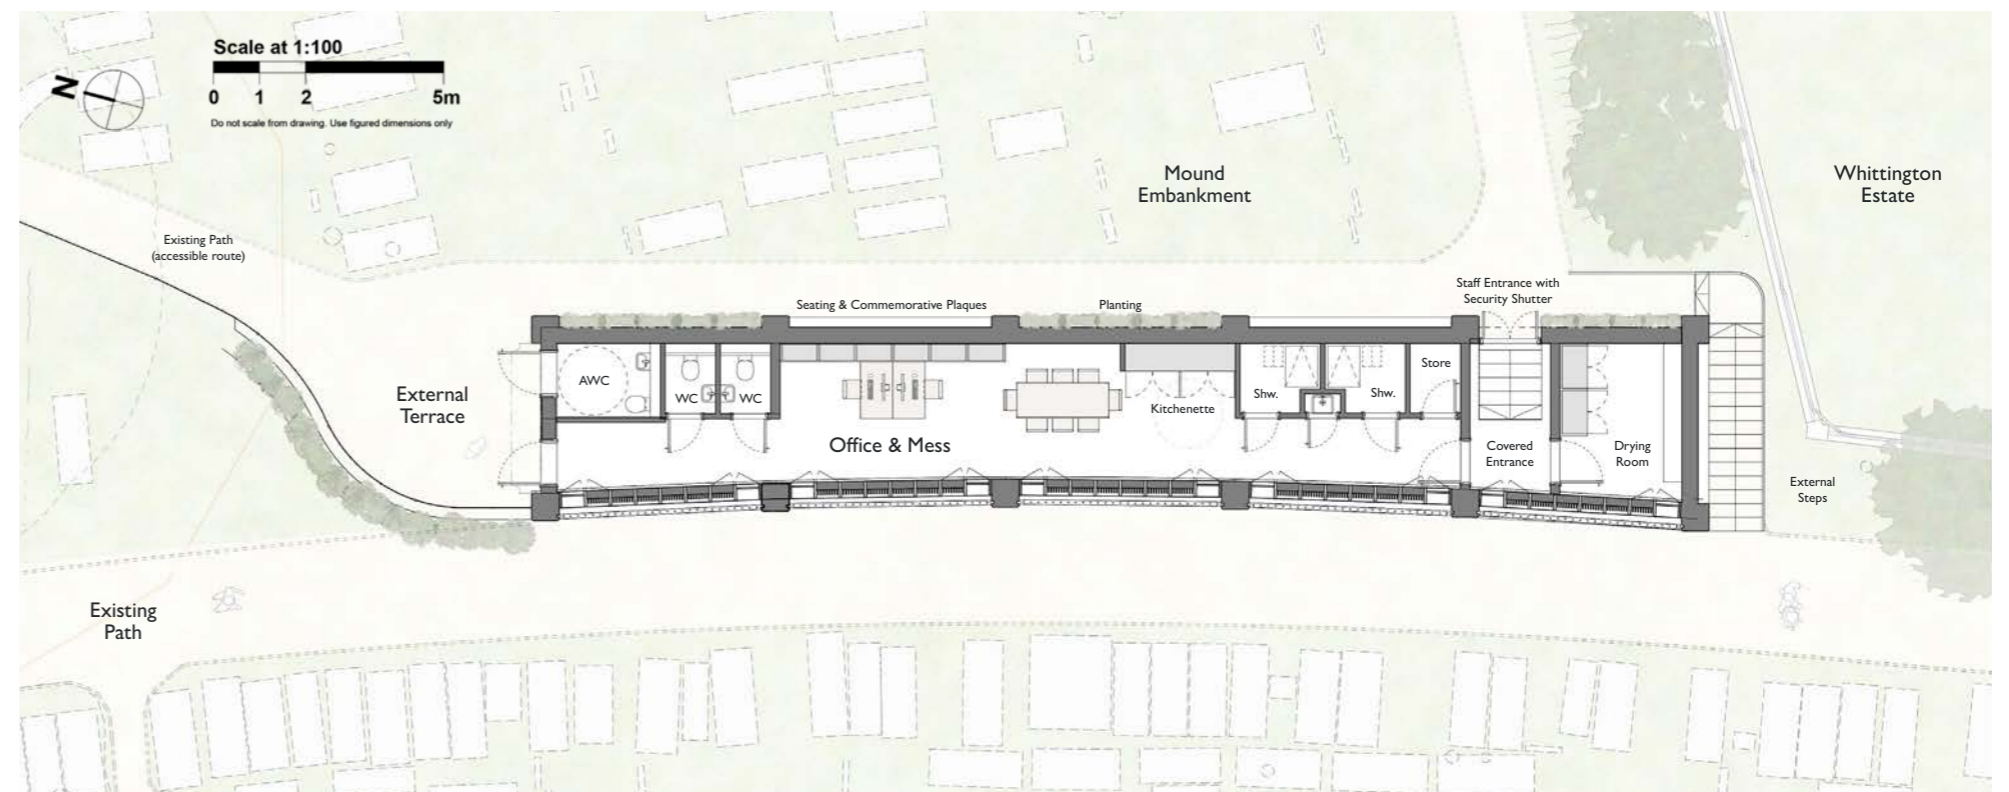 Scale at 1:100
N
0 1 2 5m
Do not scale from drawing. Use figured dimensions only
Mound
Embankment
Whittington
Estate
Existing Path
(accessible route)
Staff Entrance with
Security Shutter
Seating & Commemorative Plaques
Planting
External
Terrace
AWC
WC
WC
Office & Mess
Kitchenette
Shw.
Shw.
Store
Covered
Entrance
Drying
Room
External
Steps
Existing
Path